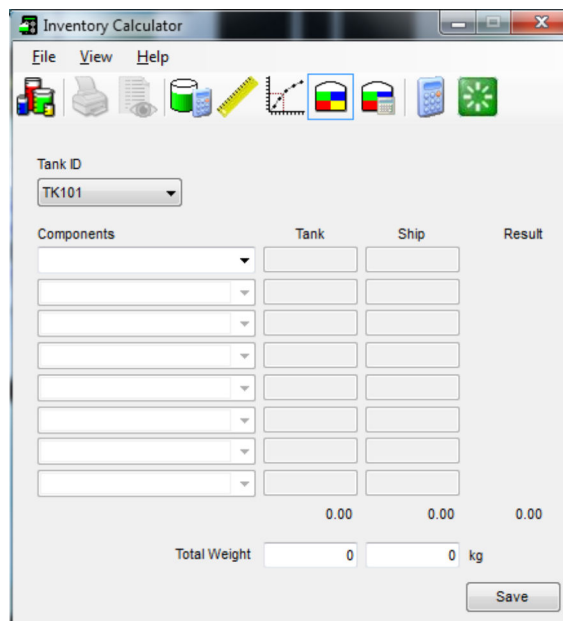 Inventory Calculator
File View Help
Tank ID
TK101
Components Tank Ship Result
0.00 0.00 0.00
Total Weight 0 0 kg
Save